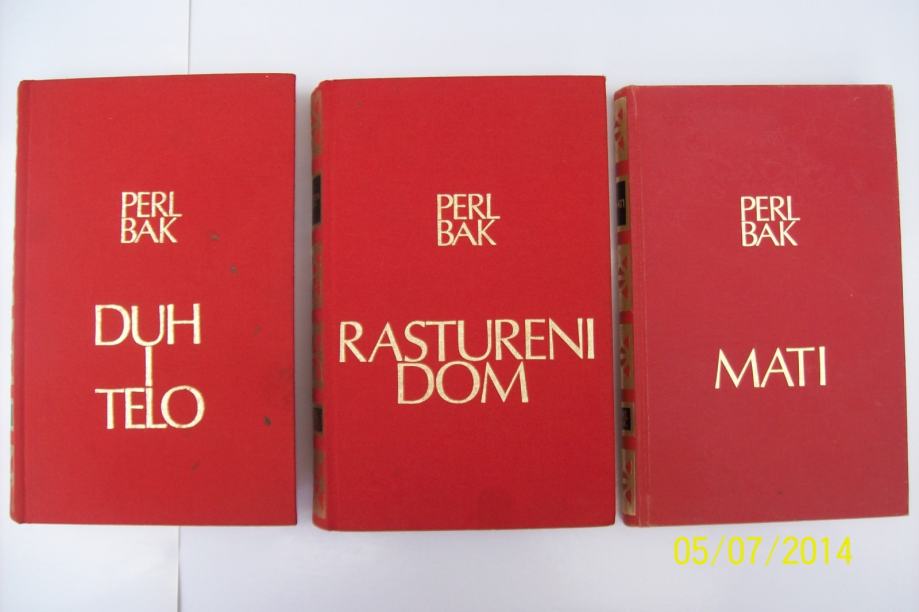 PERL
BAK
DUH
I
TELO
PERL
BAK
RASTURENI
DOM
PERL
BAK
MATI
05/07/2014